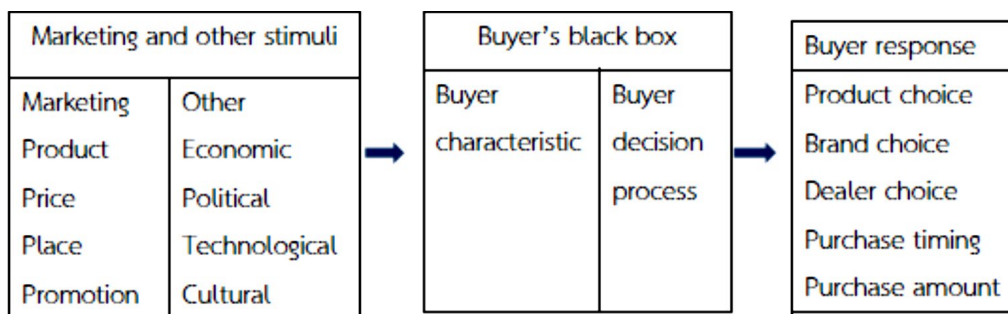 Marketing and other stimuli
Marketing
Product
Price
Place
Promotion
Other
Economic
Political
Technological
Cultural
Buyer's black box
Buyer
characteristic
Buyer
decision
process
Buyer response
Product choice
Brand choice
Dealer choice
Purchase timing
Purchase amount